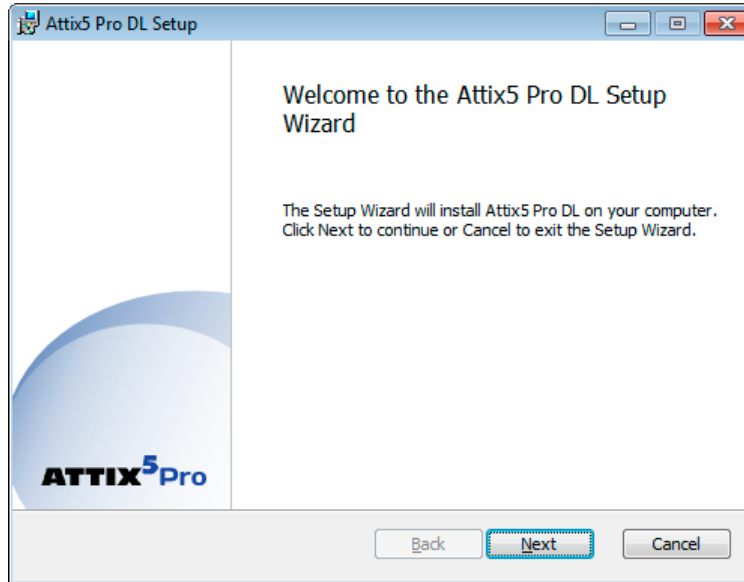 Attix5 Pro DL Setup
Welcome to the Attix5 Pro DL Setup
Wizard
The Setup Wizard will install Attix5 Pro DL on your computer.
Click Next to continue or Cancel to exit the Setup Wizard.
ATTIX5Pro
Back Next Cancel